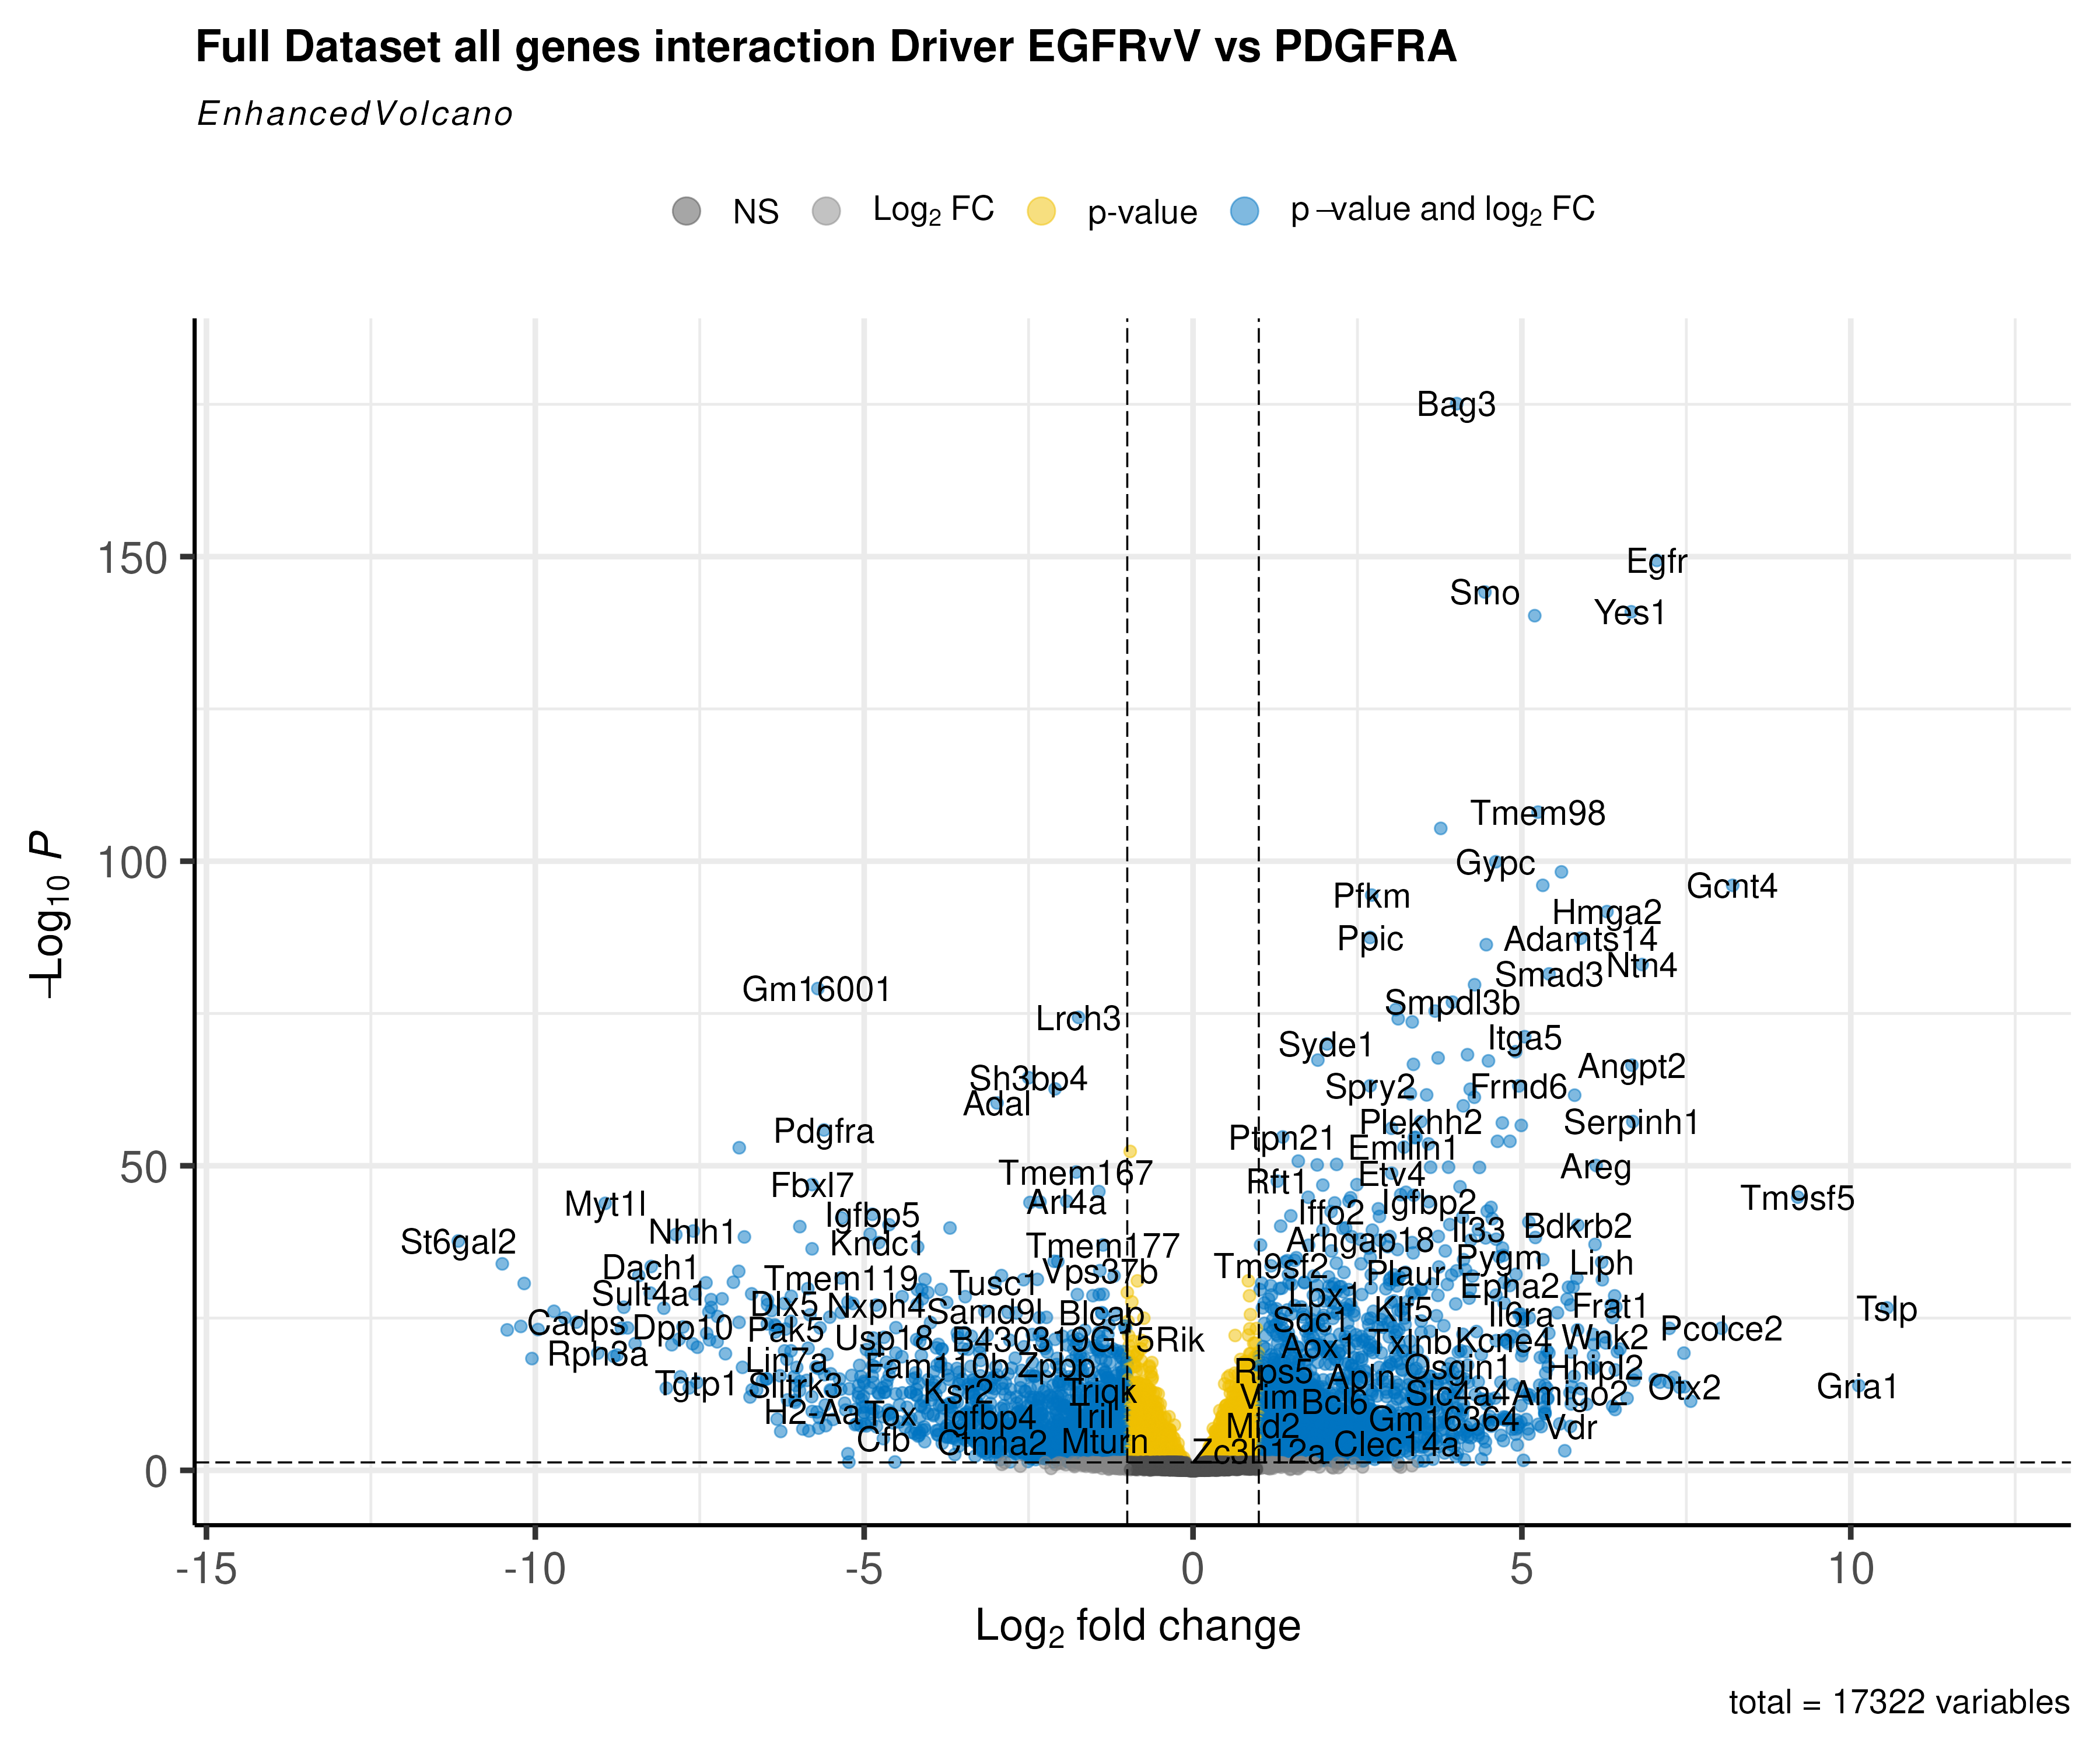 Full Dataset all genes interaction Driver EGFRvV vs PDGFRA
EnhancedVolcano
NS Log2 FC p-value p−value and log2 FC
Bag3
150
Egfr
Smo
Yes1
Tmem98
100
Gypc
Pfkm
Gcnt4
Hmga2
Ppic
Adamts14
Ntn4
Smad3
Gm16001
Smpdl3b
Lrch3
Itga5
Syde1
Angpt2
Sh3bp4
Spry2
Frmd6
Adal
Plekhh2
Serpinh1
Pdgfra
Ptpn21
Emilin1
50
Tmem167
Areg
Etv4
Rft1
Fbxl7
Myt1l
Arl4a
Igfbp2
Tm9sf5
Igfbp5
Iffo2
Nhlh1
Il33
Bdkrb2
St6gal2
Kndc1
Tmem177
Arhgap18
Pygm
Liph
Dach1
Tmem119
Tusc1
Vps37b
Tm9sf2
Plaur
Epha2
Sult4a1
Dlx5
Nxph4
Samd9l
Blcap
Lbx1
Klf5
Il6ra
Frat1
Tslp
Cadps
Dpp10
Pak5
Usp18
B430319G15Rik
Sdc1
Aox1
Txlnb
Kcne4
Wnk2
Pcolce2
Rph3a
Lin7a
Fam110b
Zpbp
Rps5
Apln
Osgin1
Hhipl2
Tgtp1
Slitrk3
Ksr2
Triqk
Vim
Bcl6
Slc4a4
Amigo2
Otx2
Gria1
H2-Aa
Tox
Igfbp4
Tril
Mid2
Gm16364
Vdr
Cfb
Ctnna2
Mturn
Zc3h12a
Clec14a
0
−Log10 P
-15 -10 -5 0 5 10
Log2 fold change
total = 17322 variables